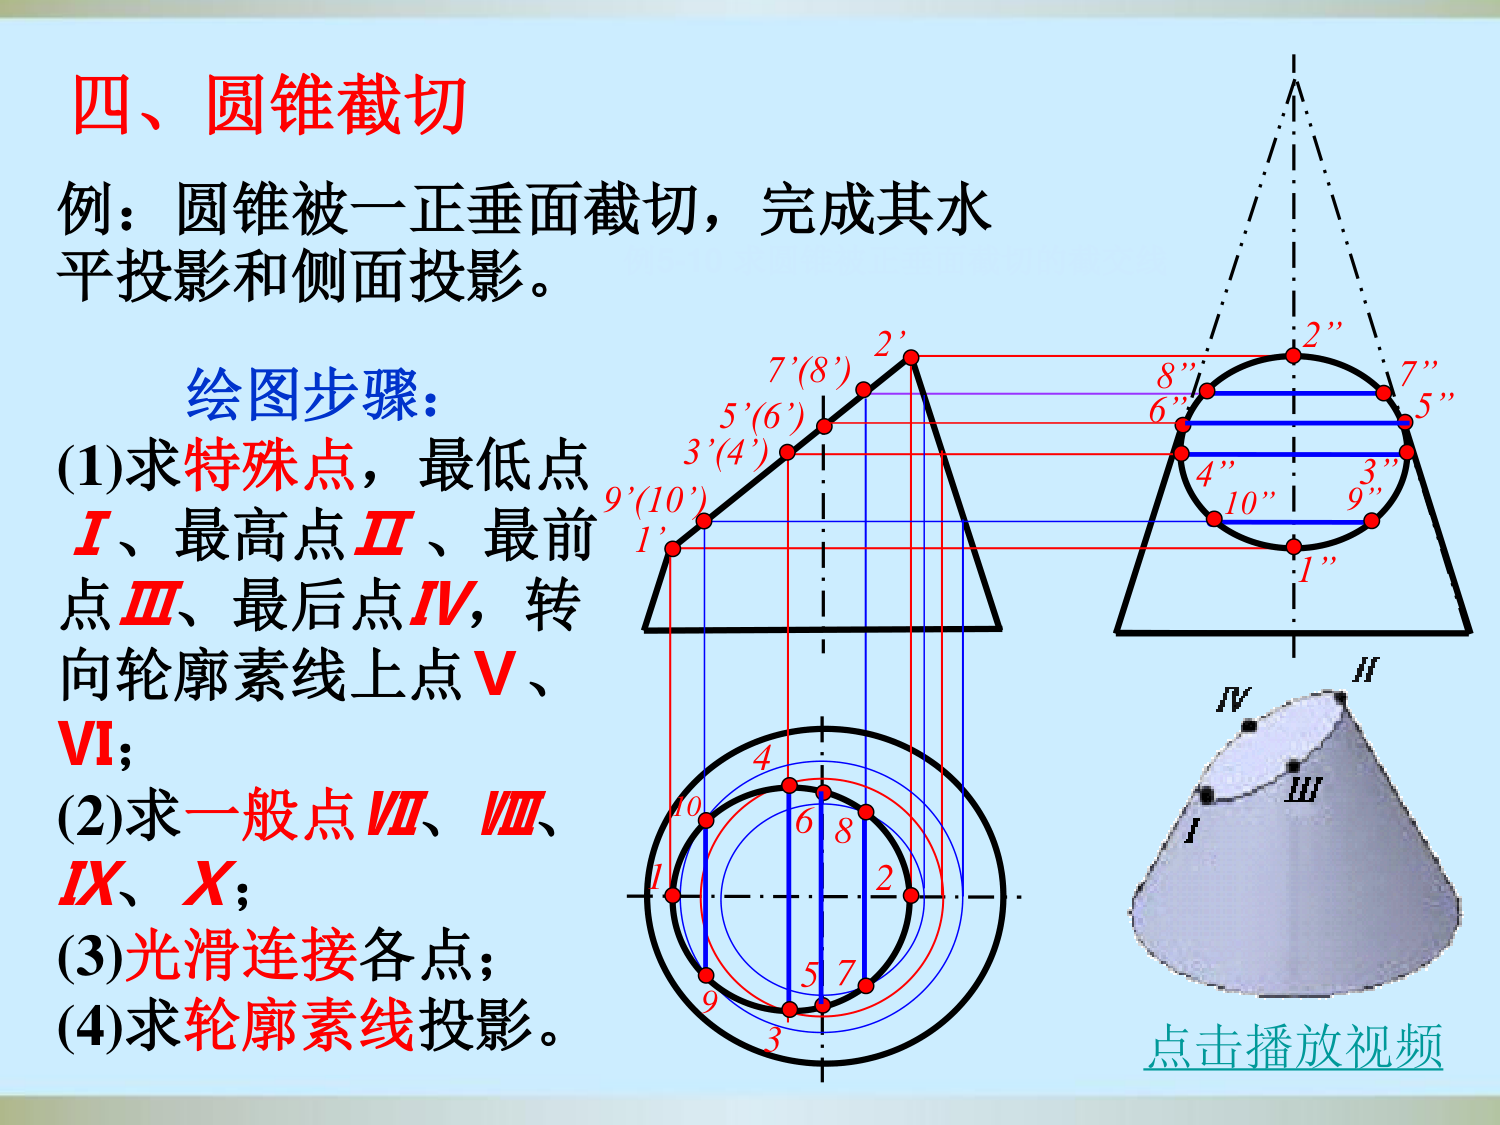 四、圆锥截切
例：圆锥被一正垂面截切，完成其水
平投影和侧面投影。
绘图步骤：
(1)求特殊点，最低点
Ⅰ、最高点Ⅱ、最前
点Ⅲ、最后点Ⅳ，转
向轮廓素线上点Ⅴ、
Ⅵ；
(2)求一般点Ⅶ、Ⅷ、
Ⅸ、Ⅹ；
(3)光滑连接各点；
(4)求轮廓素线投影。
2’
7’(8’)
5’(6’)
3’(4’)
9’(10’)
1’
2”
8”
7”
6”
5”
4”
3”
10”
9”
1”
4
10
6
8
1
2
5
7
9
3
Ⅱ
Ⅳ
Ⅲ
Ⅰ
点击播放视频